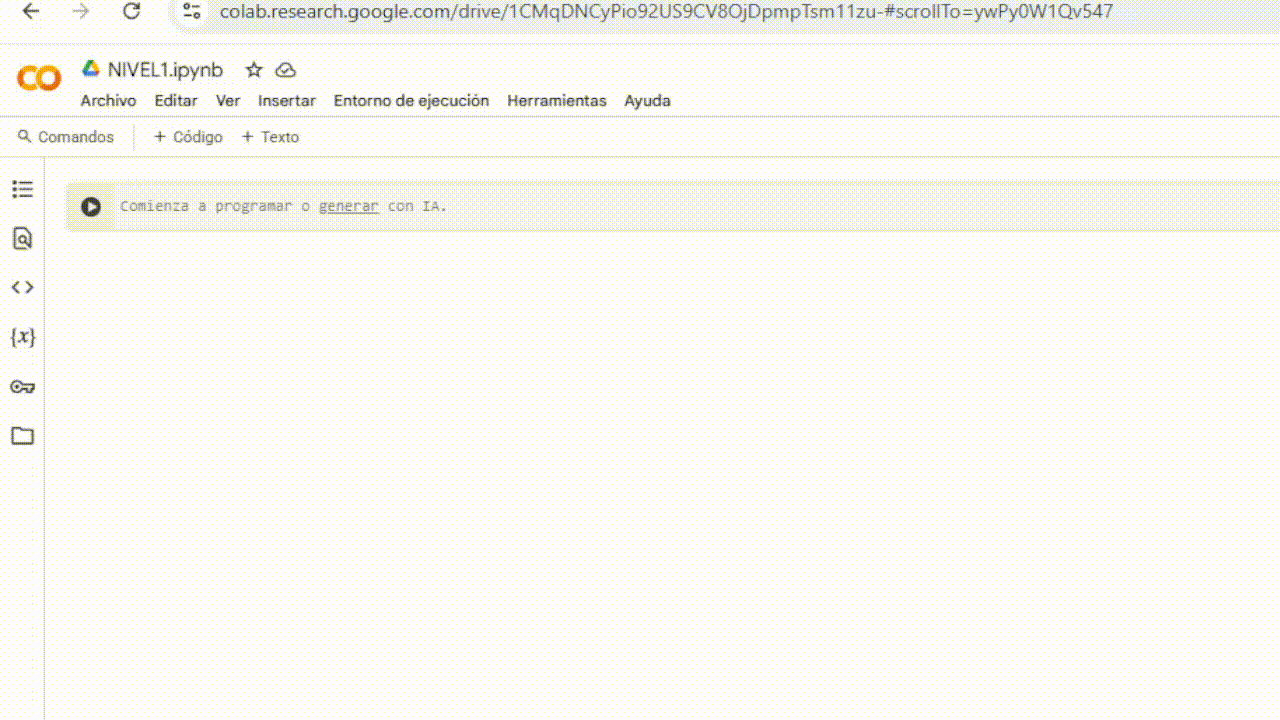 colab.research.google.com/drive/1CMqDNCyPio92US9CV8OjDpmpTsm11zu-#scrollTo=ywPy0W1Qv547
NIVEL1.ipynb
Archivo Editar Ver Insertar Entorno de ejecución Herramientas Ayuda
Comandos + Código + Texto
Comienza a programar o generar con IA.
{x}